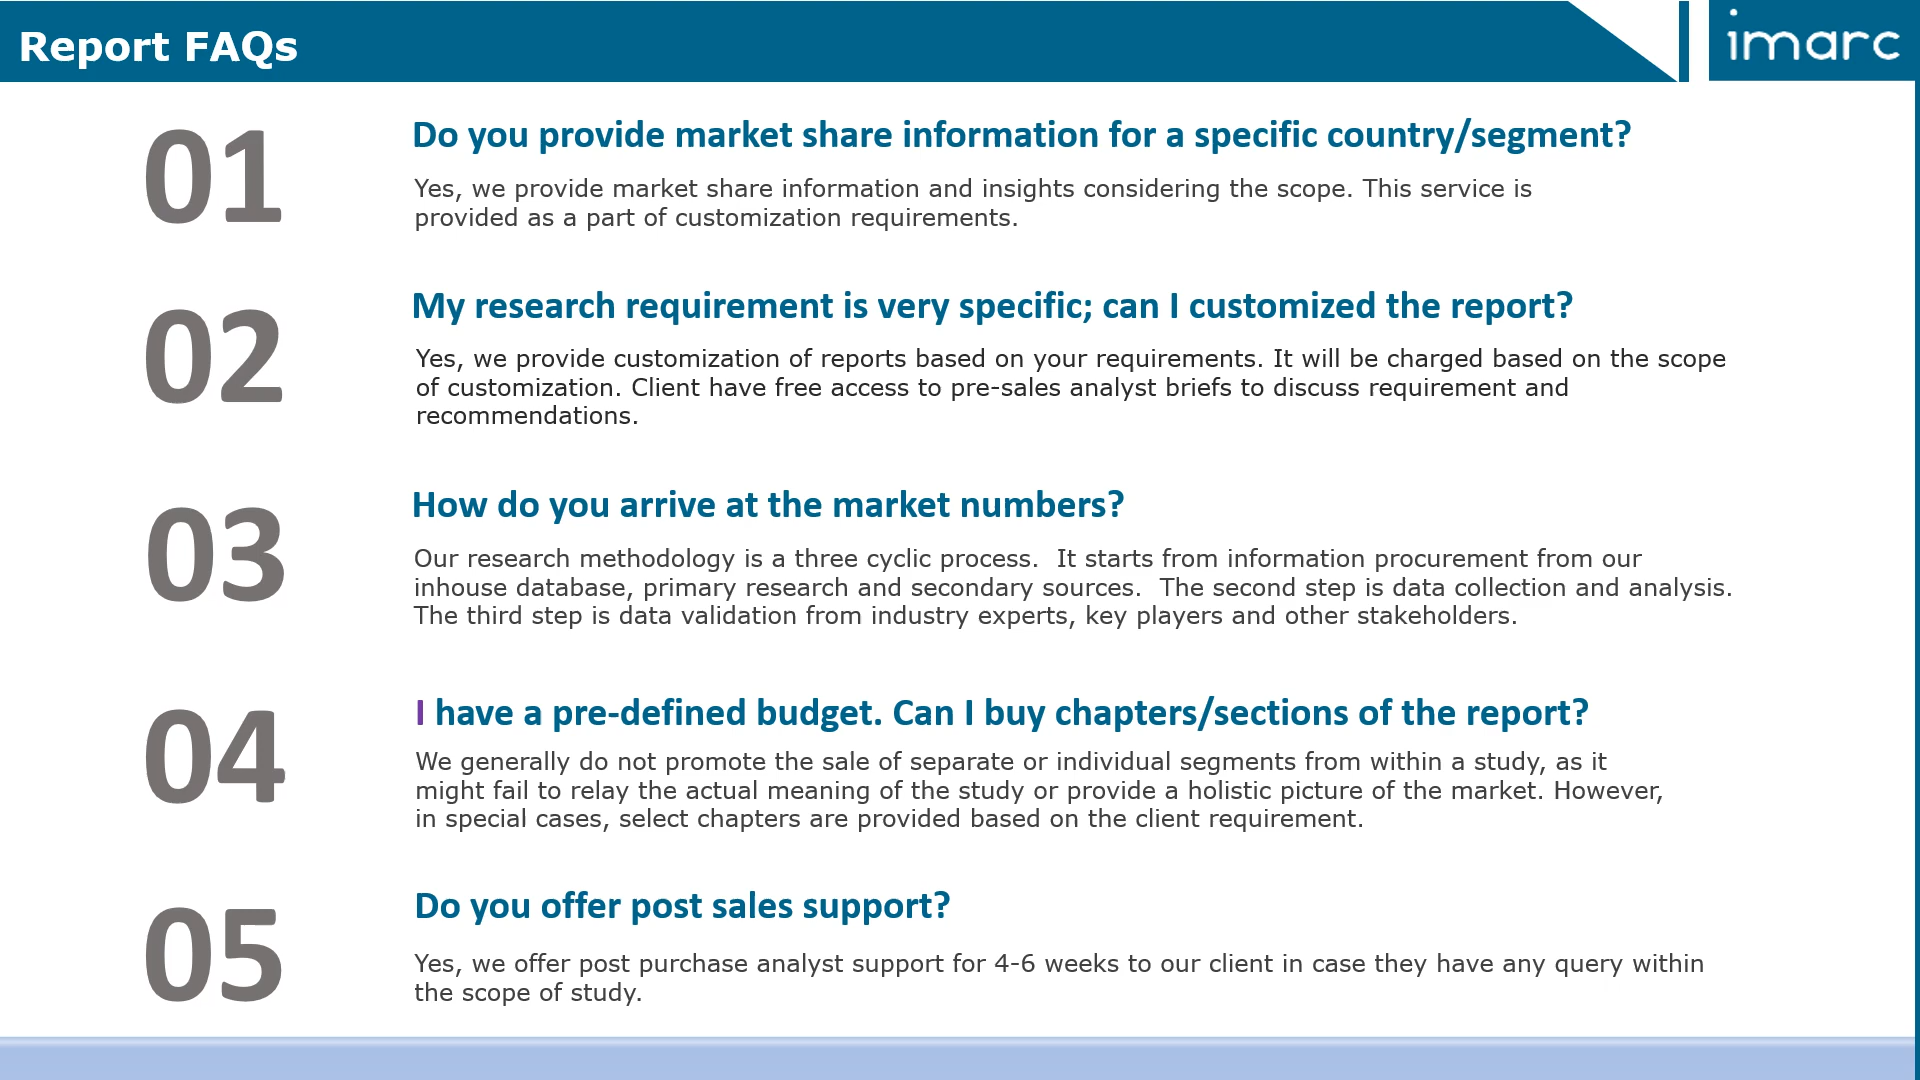 Report FAQs
imarc
01
Do you provide market share information for a specific country/segment?
Yes, we provide market share information and insights considering the scope. This service is
provided as a part of customization requirements.
02
My research requirement is very specific; can I customized the report?
Yes, we provide customization of reports based on your requirements. It will be charged based on the scope
of customization. Client have free access to pre-sales analyst briefs to discuss requirement and
recommendations.
03
How do you arrive at the market numbers?
Our research methodology is a three cyclic process.  It starts from information procurement from our
inhouse database, primary research and secondary sources.  The second step is data collection and analysis.
The third step is data validation from industry experts, key players and other stakeholders.
04
I have a pre-defined budget. Can I buy chapters/sections of the report?
We generally do not promote the sale of separate or individual segments from within a study, as it
might fail to relay the actual meaning of the study or provide a holistic picture of the market. However,
in special cases, select chapters are provided based on the client requirement.
05
Do you offer post sales support?
Yes, we offer post purchase analyst support for 4-6 weeks to our client in case they have any query within
the scope of study.